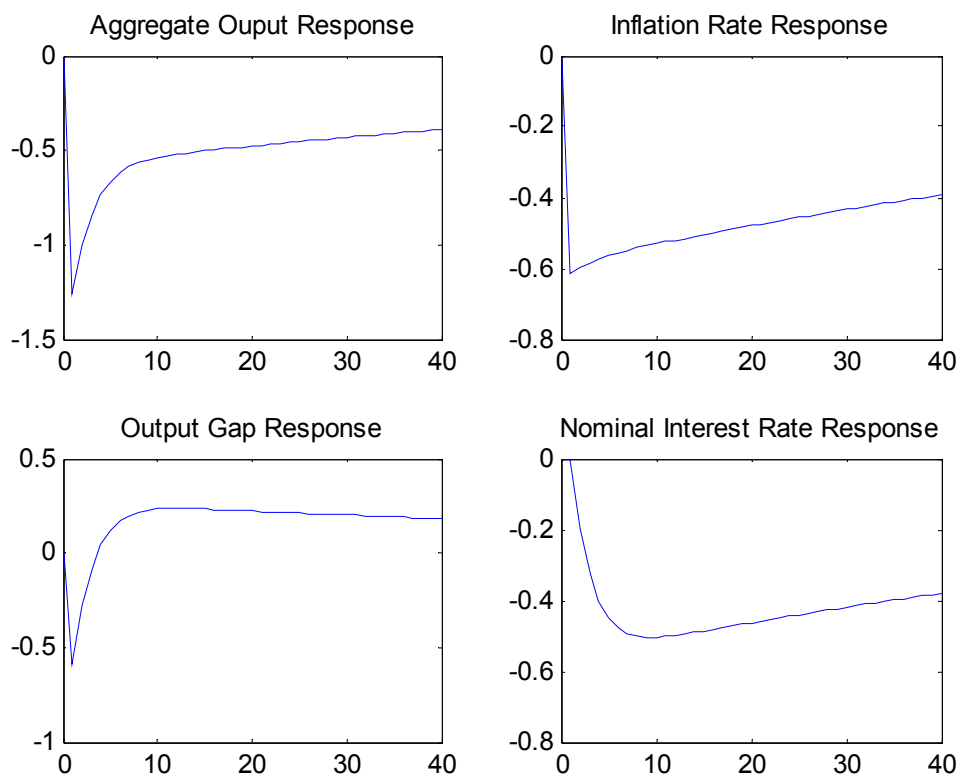 Aggregate Ouput Response
0
-0.5
-1
-1.5
0 10 20 30 40
Inflation Rate Response
0
-0.2
-0.4
-0.6
-0.8
0 10 20 30 40
Output Gap Response
0.5
0
-0.5
-1
0 10 20 30 40
Nominal Interest Rate Response
0
-0.2
-0.4
-0.6
-0.8
0 10 20 30 40